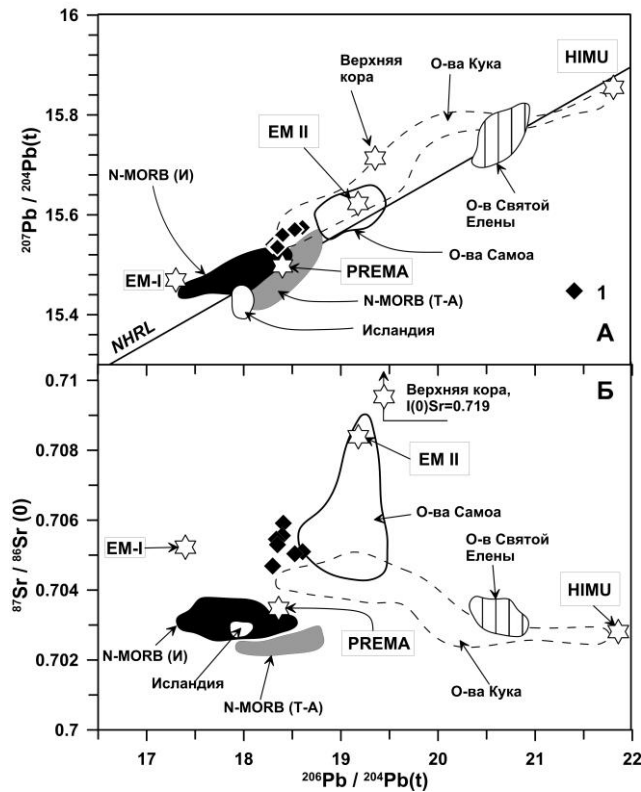 16
15.8
15.6
15.4
207Pb / 204Pb(t)
Верхняя
кора
О-ва Кука
HIMU
EM II
N-MORB (И)
О-в Святой
Елены
О-ва Самоа
EM-I
PREMA
N-MORB (Т-А)
1
NHRL
Исландия
А
0.71
0.708
0.706
0.704
0.702
0.7
87Sr / 86Sr (0)
Верхняя кора,
I(0)Sr=0.719
Б
EM II
О-ва Самоа
EM-I
О-в Святой
Елены
HIMU
PREMA
N-MORB (И)
Исландия
О-ва Кука
N-MORB (Т-А)
17 18 19 20 21 22
206Pb / 204Pb(t)